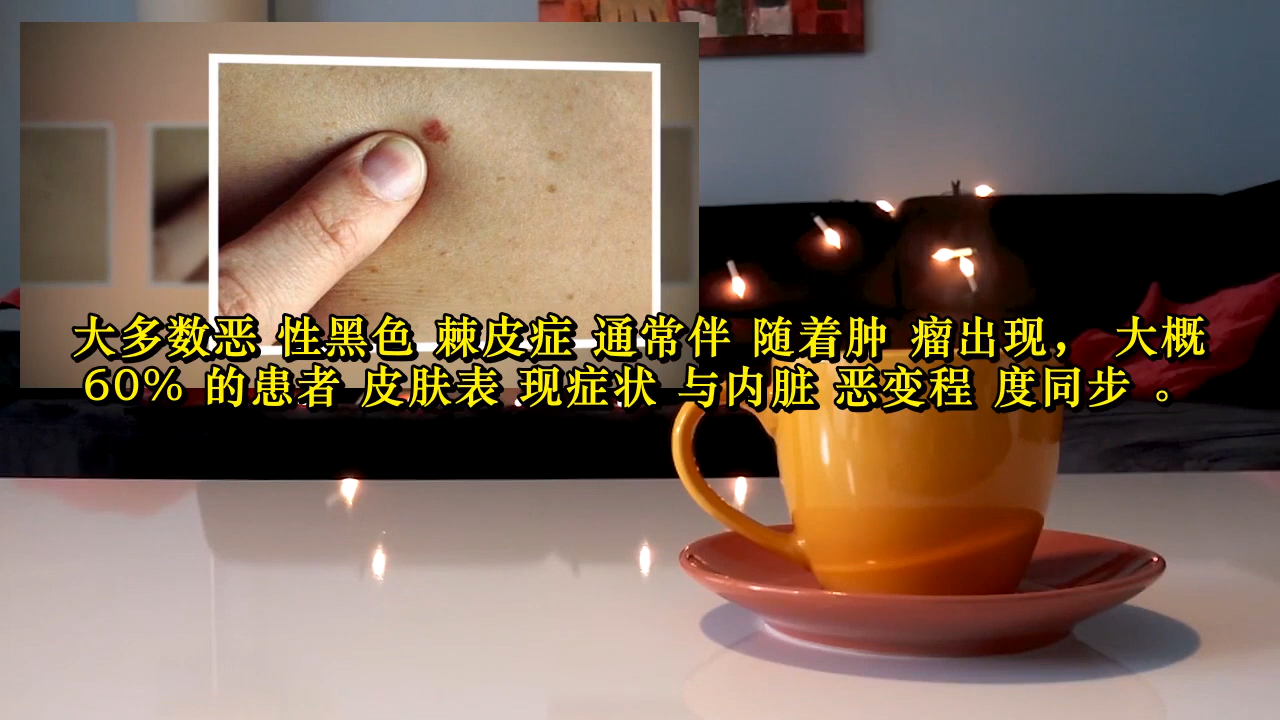 大多数恶 性黑色 棘皮症 通常伴 随着肿 瘤出现， 大概
60% 的患者 皮肤表 现症状 与内脏 恶变程 度同步 。